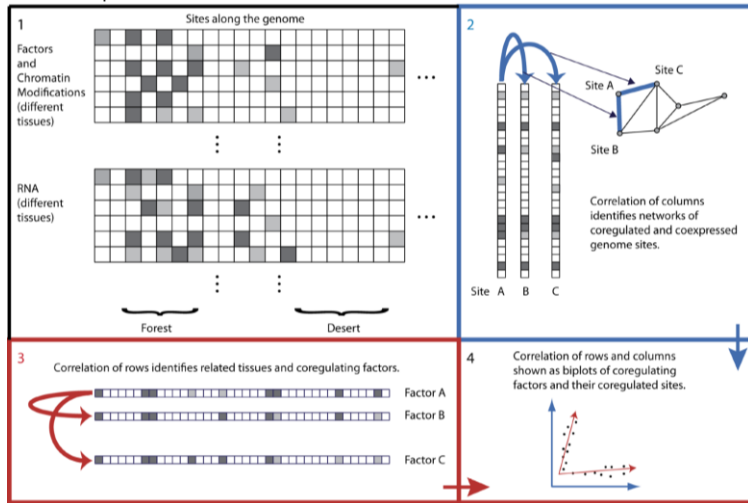 1
Sites along the genome
Factors
and
Chromatin
Modifications
(different
tissues)
...
RNA
(different
tissues)
...
Forest
Desert
2
Site C
Site A
Site B
Correlation of columns
identifies networks of
coregulated and coexpressed
genome sites.
Site A B C
3
Correlation of rows identifies related tissues and coregulating factors.
Factor A
Factor B
Factor C
4
Correlation of rows and columns
shown as biplots of coregulating
factors and their coregulated sites.